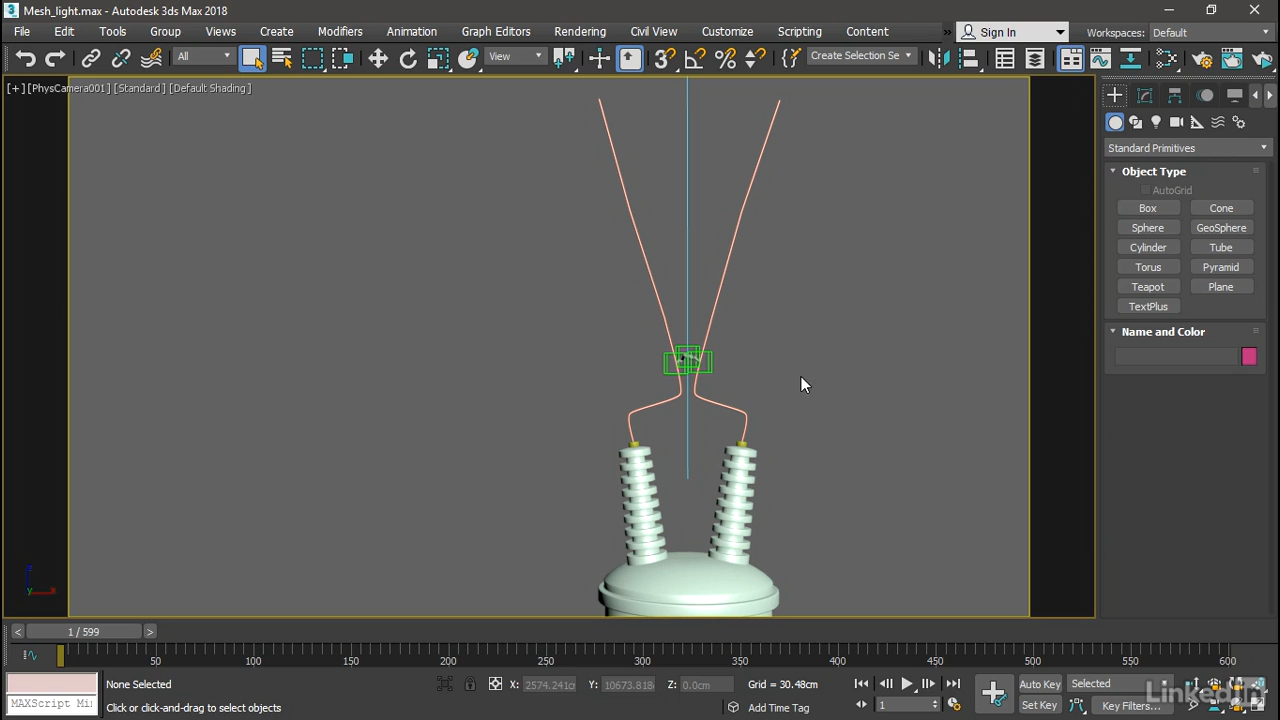 Mesh_light.max - Autodesk 3ds Max 2018
File Edit Tools Group Views Create Modifiers Animation Graph Editors Rendering Civil View Customize Scripting Content » Sign In Workspaces: Default
All View Create Selection Se
[+] [PhysCamera001] [Standard] [Default Shading]
Standard Primitives
Object Type
AutoGrid
Box Cone
Sphere GeoSphere
Cylinder Tube
Torus Pyramid
Teapot Plane
TextPlus
Name and Color
< 1 / 599 >
50 100 150 200 250 300 350 400 450 500 550 600
None Selected X: 2574.241cr Y: 10673.818c Z: 0.0cm Grid = 30.48cm Auto Key Selected
MAXScript Mi Click or click-and-drag to select objects Add Time Tag 1 Set Key Key Filters...
LinkedIn